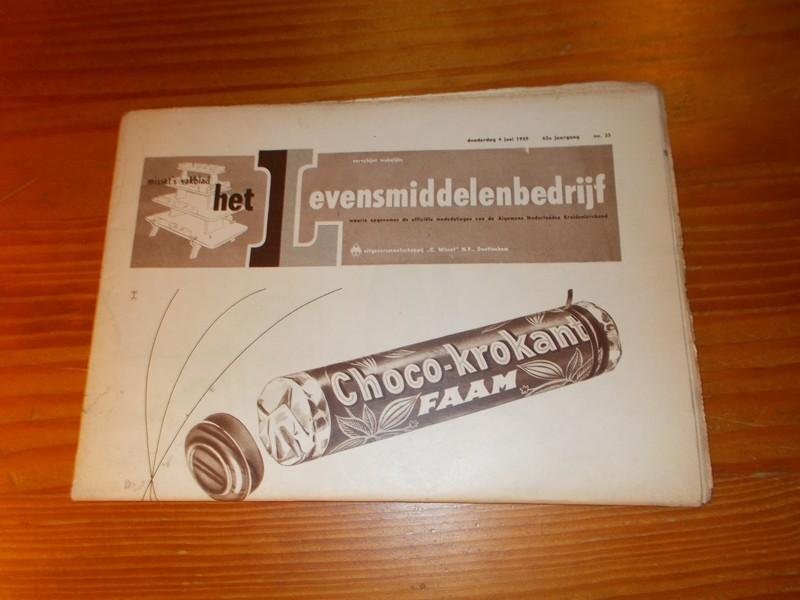 donderdag 4 juni 1959 63e jaargang no. 23
verschijnt wekelijks
misset's vakblad
het Levensmiddelenbedrijf
waarin opgenomen de officiële mededelingen van de Algemene Nederlandse Kruideniersbond
uitgeversmaatschappij „C. Misset" N.V., Doetinchem
Choco-krokant
FAAM